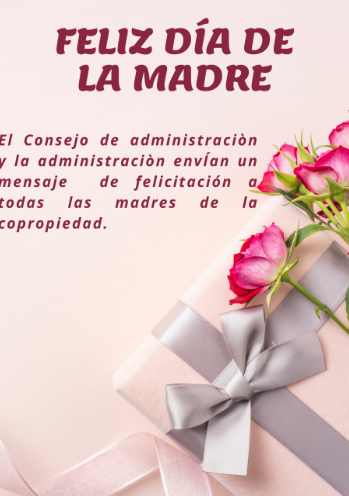 FELIZ DÍA DE
LA MADRE
El Consejo de administraciòn
y la administraciòn envÍan un
mensaje de felicitación a
todas las madres de la
copropiedad.